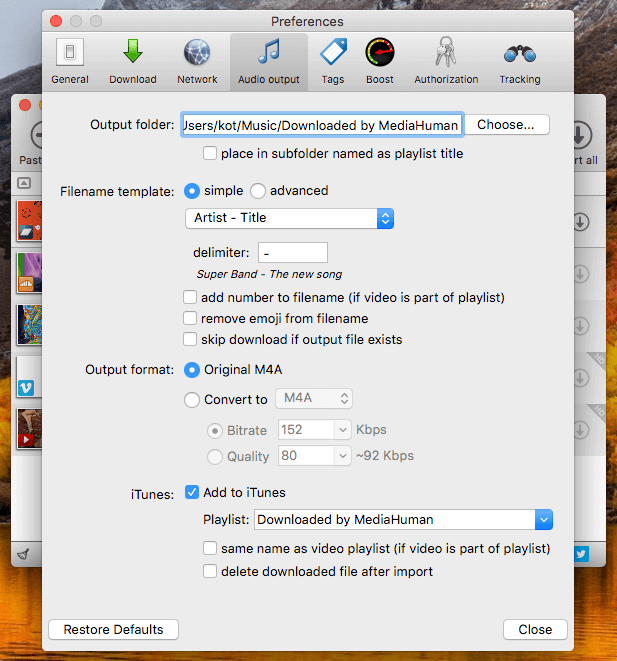 Preferences
General Download Network Audio output Tags Boost Authorization Tracking
Output folder: Users/kot/Music/Downloaded by MediaHuman Choose...
place in subfolder named as playlist title
Filename template: simple advanced
Artist - Title
delimiter: -
Super Band - The new song
add number to filename (if video is part of playlist)
remove emoji from filename
skip download if output file exists
Output format: Original M4A
Convert to M4A
Bitrate 152 Kbps
Quality 80 ~92 Kbps
iTunes: Add to iTunes
Playlist: Downloaded by MediaHuman
same name as video playlist (if video is part of playlist)
delete downloaded file after import
Restore Defaults Close
Past
rt all
HD
HD